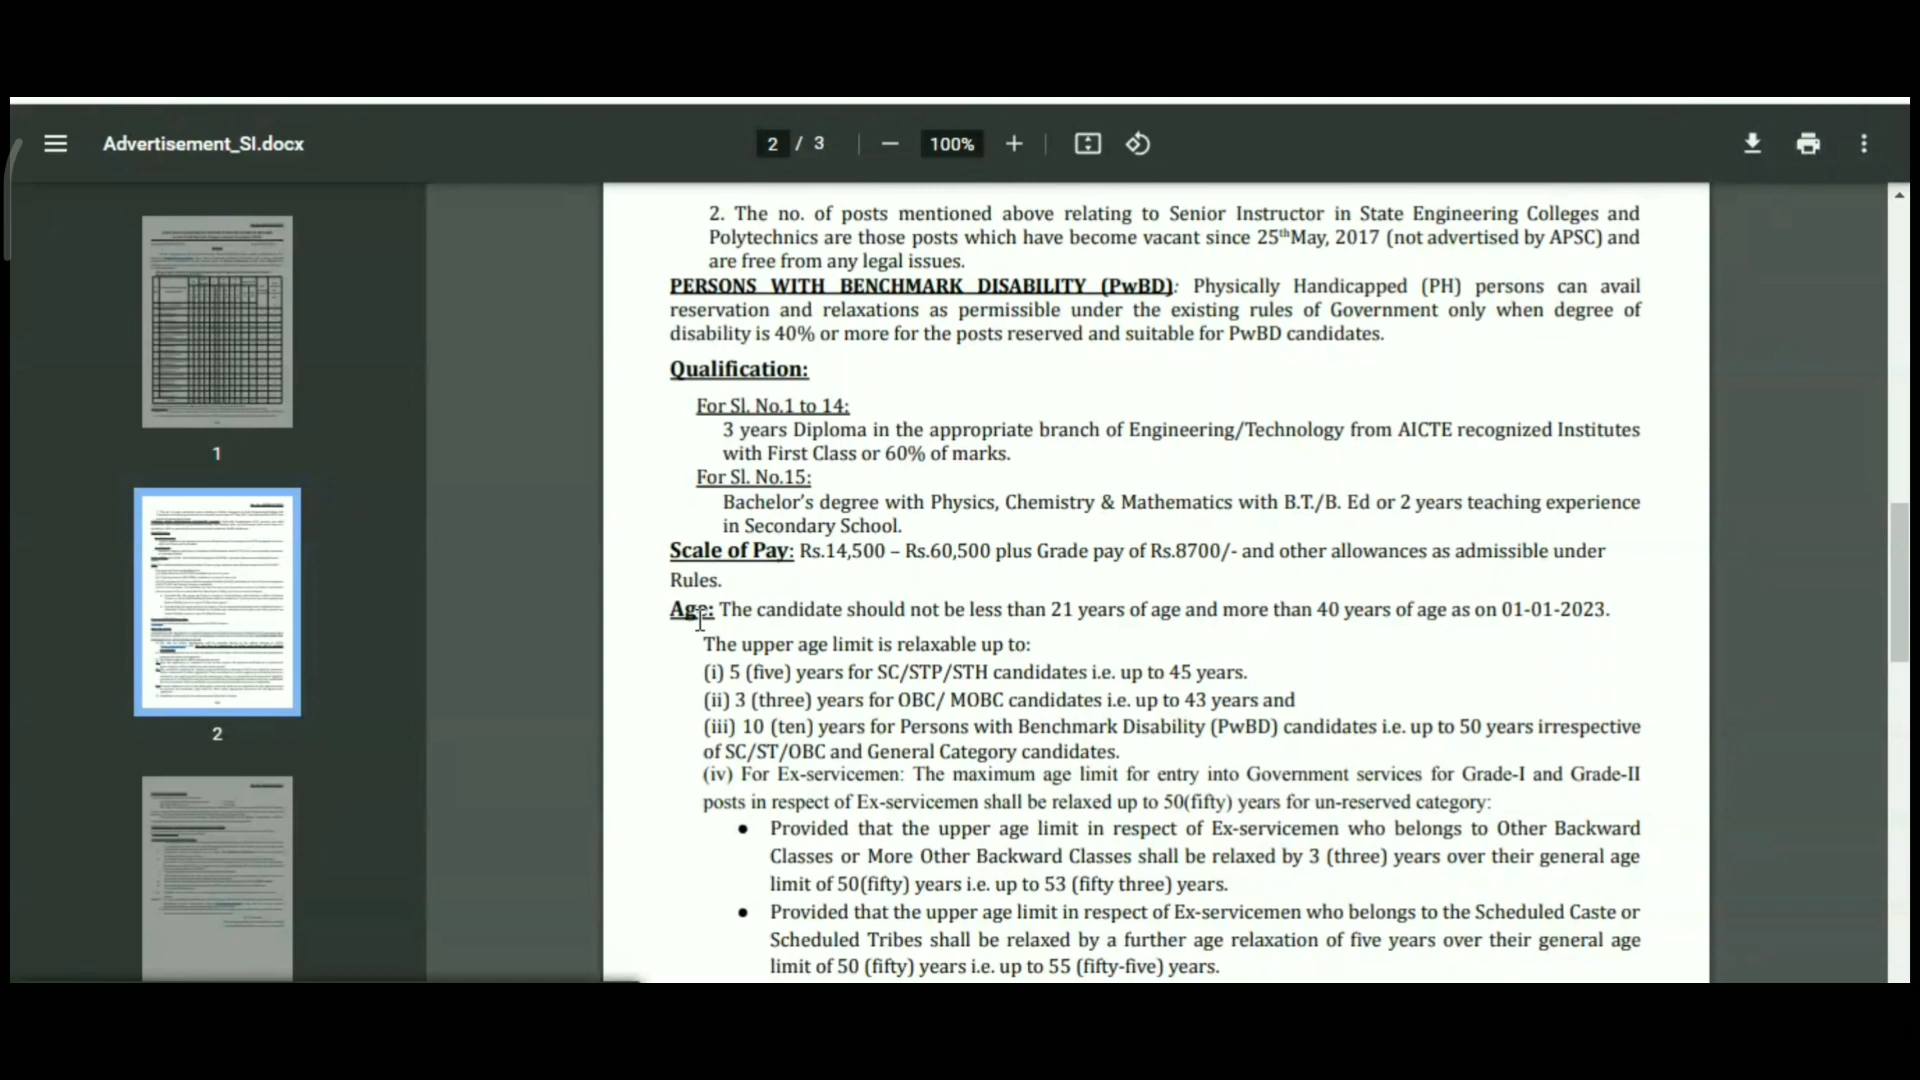 Advertisement_SI.docx
2 / 3
100%
2. The no. of posts mentioned above relating to Senior Instructor in State Engineering Colleges and
Polytechnics are those posts which have become vacant since 25thMay, 2017 (not advertised by APSC) and
are free from any legal issues.
PERSONS WITH BENCHMARK DISABILITY (PwBD): Physically Handicapped (PH) persons can avail
reservation and relaxations as permissible under the existing rules of Government only when degree of
disability is 40% or more for the posts reserved and suitable for PwBD candidates.
Qualification:
For Sl. No.1 to 14:
3 years Diploma in the appropriate branch of Engineering/Technology from AICTE recognized Institutes
with First Class or 60% of marks.
For Sl. No.15:
Bachelor's degree with Physics, Chemistry & Mathematics with B.T./B. Ed or 2 years teaching experience
in Secondary School.
Scale of Pay: Rs.14,500 – Rs.60,500 plus Grade pay of Rs.8700/- and other allowances as admissible under
Rules.
Age: The candidate should not be less than 21 years of age and more than 40 years of age as on 01-01-2023.
The upper age limit is relaxable up to:
(i) 5 (five) years for SC/STP/STH candidates i.e. up to 45 years.
(ii) 3 (three) years for OBC/ MOBC candidates i.e. up to 43 years and
(iii) 10 (ten) years for Persons with Benchmark Disability (PwBD) candidates i.e. up to 50 years irrespective
of SC/ST/OBC and General Category candidates.
(iv) For Ex-servicemen: The maximum age limit for entry into Government services for Grade-I and Grade-II
posts in respect of Ex-servicemen shall be relaxed up to 50(fifty) years for un-reserved category:
● Provided that the upper age limit in respect of Ex-servicemen who belongs to Other Backward
Classes or More Other Backward Classes shall be relaxed by 3 (three) years over their general age
limit of 50(fifty) years i.e. up to 53 (fifty three) years.
● Provided that the upper age limit in respect of Ex-servicemen who belongs to the Scheduled Caste or
Scheduled Tribes shall be relaxed by a further age relaxation of five years over their general age
limit of 50 (fifty) years i.e. up to 55 (fifty-five) years.
1
2